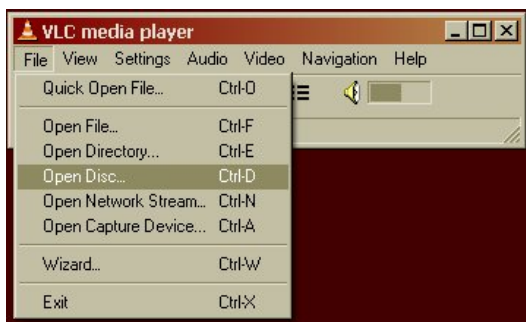 VLC media player
File View Settings Audio Video Navigation Help
Quick Open File... Ctrl-O
Open File... Ctrl-F
Open Directory... Ctrl-E
Open Disc... Ctrl-D
Open Network Stream... Ctrl-N
Open Capture Device... Ctrl-A
Wizard... Ctrl-W
Exit Ctrl-X